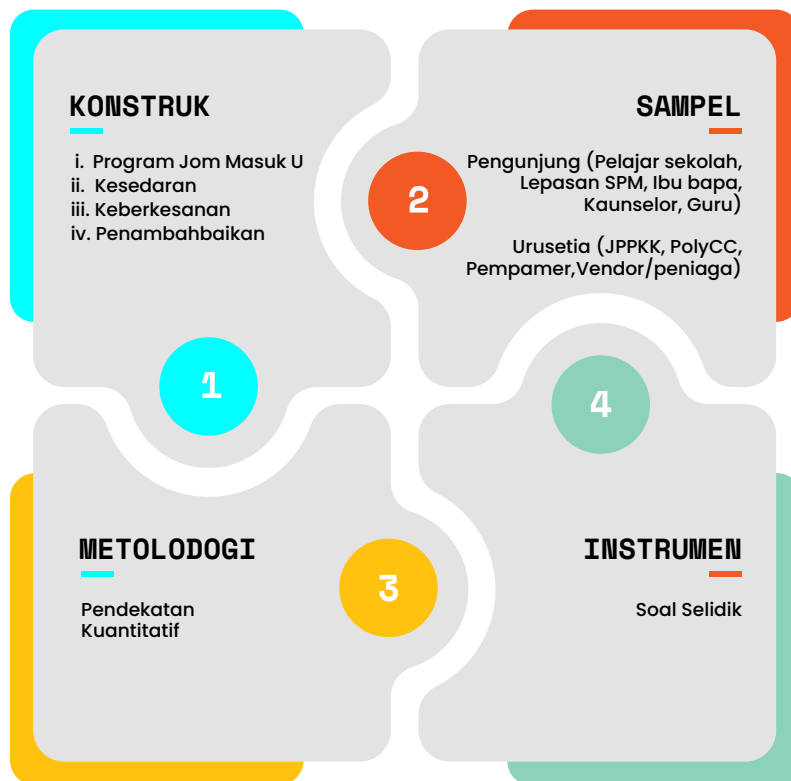 KONSTRUK
i. Program Jom Masuk U
ii. Kesedaran
iii. Keberkesanan
iv. Penambahbaikan
1
SAMPEL
Pengunjung (Pelajar sekolah,
Lepasan SPM, Ibu bapa,
Kaunselor, Guru)
Urusetia (JPPKK, PolyCC,
Pempamer,Vendor/peniaga)
2
METOLODOGI
Pendekatan
Kuantitatif
3
4
INSTRUMEN
Soal Selidik